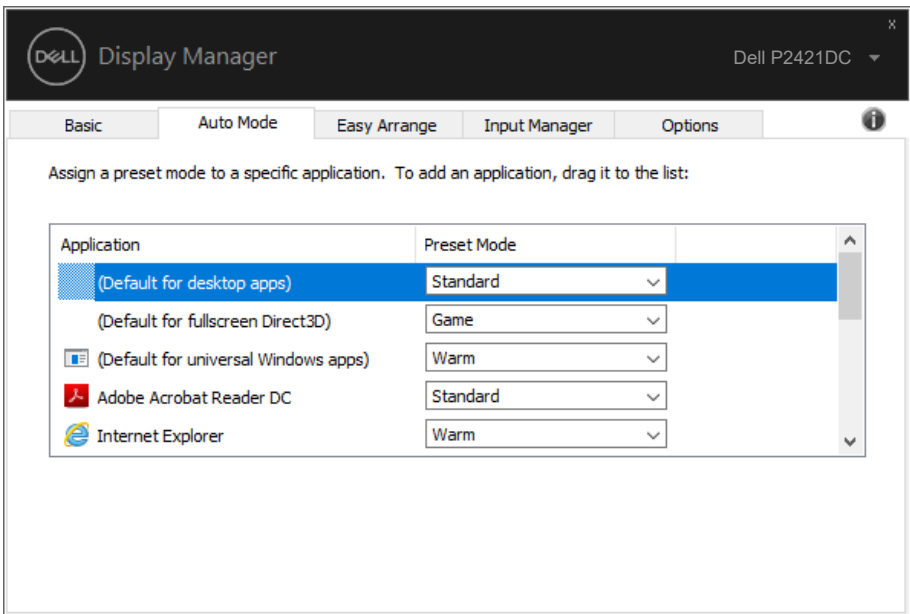 x
DELL Display Manager Dell P2421DC
Basic Auto Mode Easy Arrange Input Manager Options
Assign a preset mode to a specific application. To add an application, drag it to the list:
Application Preset Mode
(Default for desktop apps) Standard
(Default for fullscreen Direct3D) Game
(Default for universal Windows apps) Warm
Adobe Acrobat Reader DC Standard
Internet Explorer Warm